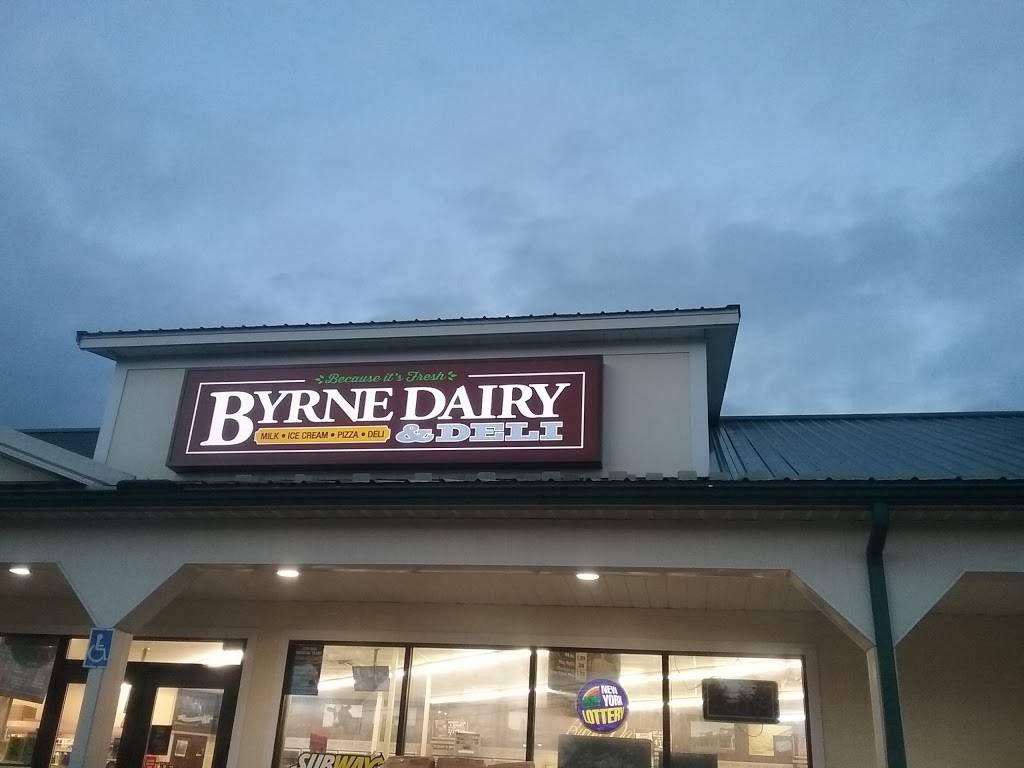 Because it's Fresh
BYRNE DAIRY
MILK • ICE CREAM • PIZZA • DELI
& DELI
NEW
YORK
LOTTERY
SUBWAY